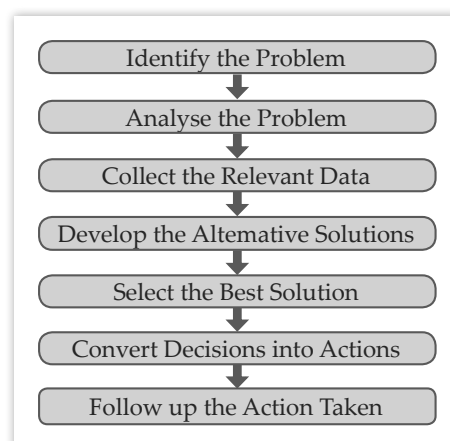 Identify the Problem
Analyse the Problem
Collect the Relevant Data
Develop the Altemative Solutions
Select the Best Solution
Convert Decisions into Actions
Follow up the Action Taken